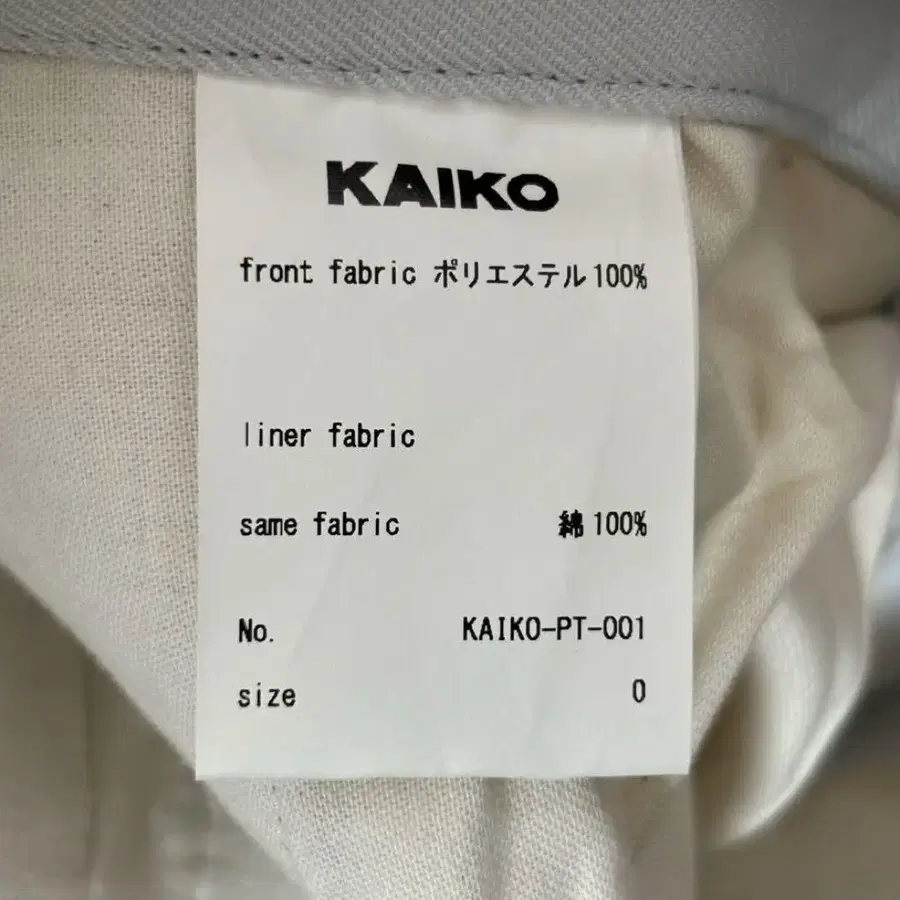 KAIKO
front fabric ポリエステル100%
liner fabric
same fabric 綿100%
No. KAIKO-PT-001
size 0